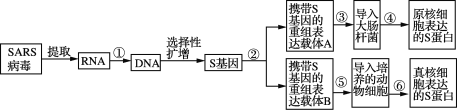 SARS
病毒
提取
RNA
①
DNA
选择性
扩增
S基因
②
携带S
基因的
重组表
达载体A
③
导入
大肠
杆菌
④
原核细
胞表达
的S蛋白
携带S
基因的
重组表
达载体B
⑤
导入培
养的动
物细胞
⑥
真核细
胞表达
的S蛋白